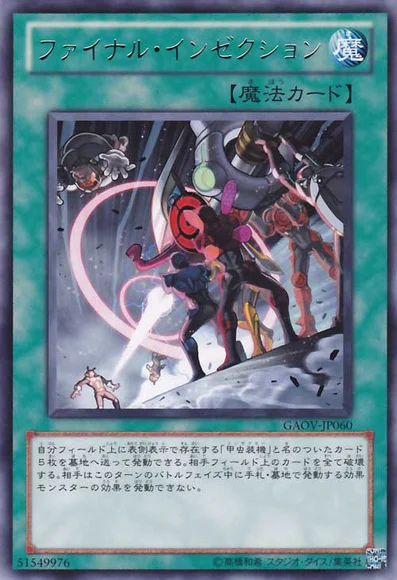 ファイナル・インゼクション 魔
【魔法カード】
GAOV-JP060
自分フィールド上に表側表示で存在する「甲虫装機」と名のついたカード
５枚を墓地へ送って発動できる。相手フィールド上のカードを全て破壊
する。相手はこのターンのバトルフェイズ中に手札・墓地で発動する効果
モンスターの効果を発動できない。
51549976 ©高橋和希 スタジオ・ダイス/集英社